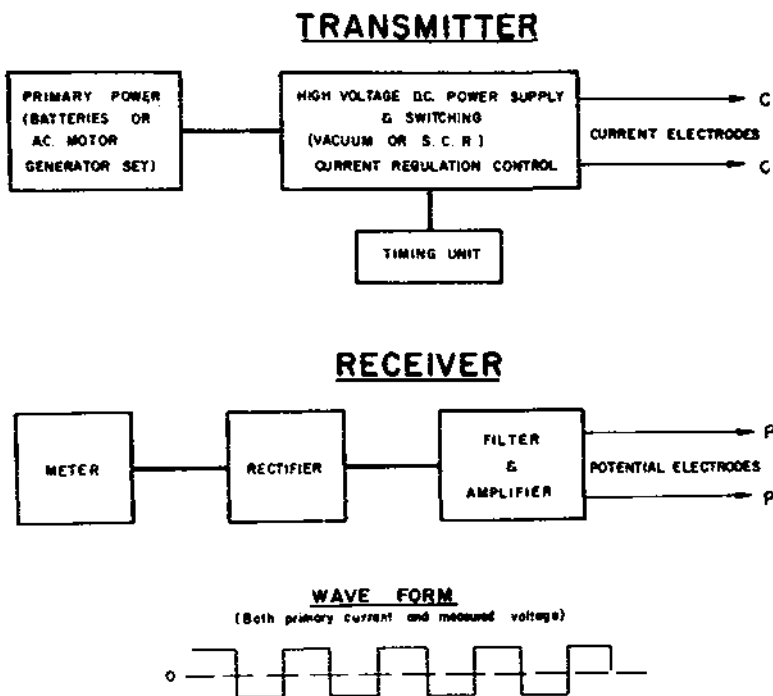 TRANSMITTER
PRIMARY POWER
(BATTERIES OR
AC. MOTOR
GENERATOR SET)
HIGH VOLTAGE D.C. POWER SUPPLY
& SWITCHING
(VACUUM OR S. C. R)
CURRENT REGULATION CONTROL
C
CURRENT ELECTRODES
C
TIMING UNIT
RECEIVER
METER
RECTIFIER
FILTER
&
AMPLIFIER
P
POTENTIAL ELECTRODES
P
WAVE FORM
(Both primary current and measured voltage)
0